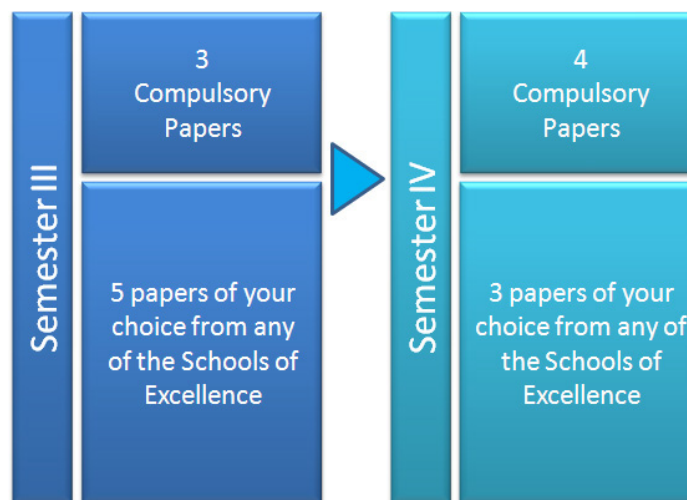 Semester III
3
Compulsory
Papers
5 papers of your
choice from any
of the Schools of
Excellence
Semester IV
4
Compulsory
Papers
3 papers of your
choice from any of
the Schools of
Excellence